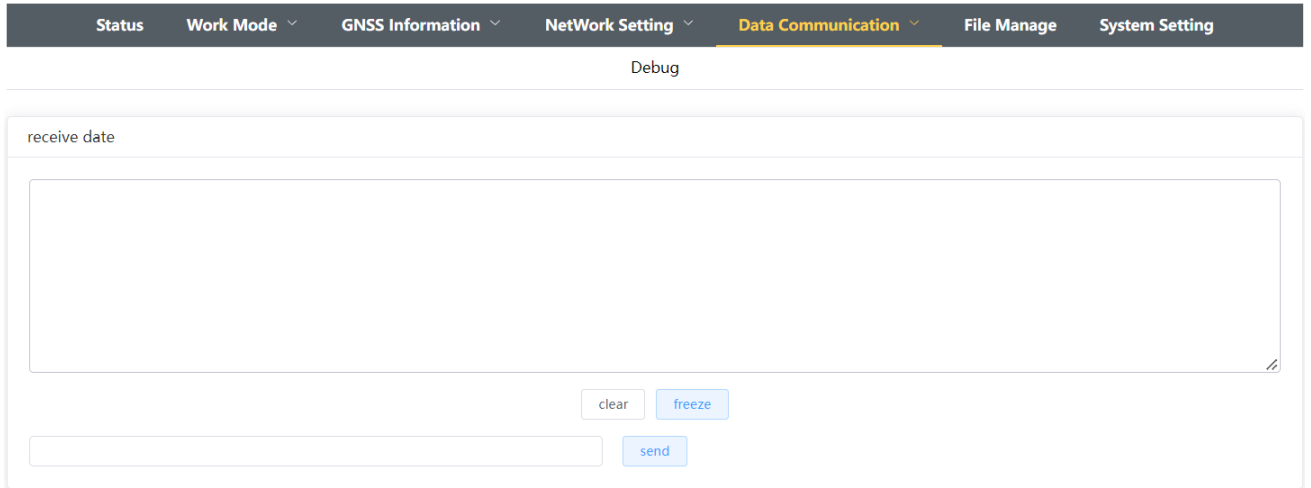 Status Work Mode GNSS Information NetWork Setting Data Communication File Manage System Setting
Debug
receive date
clear freeze
send